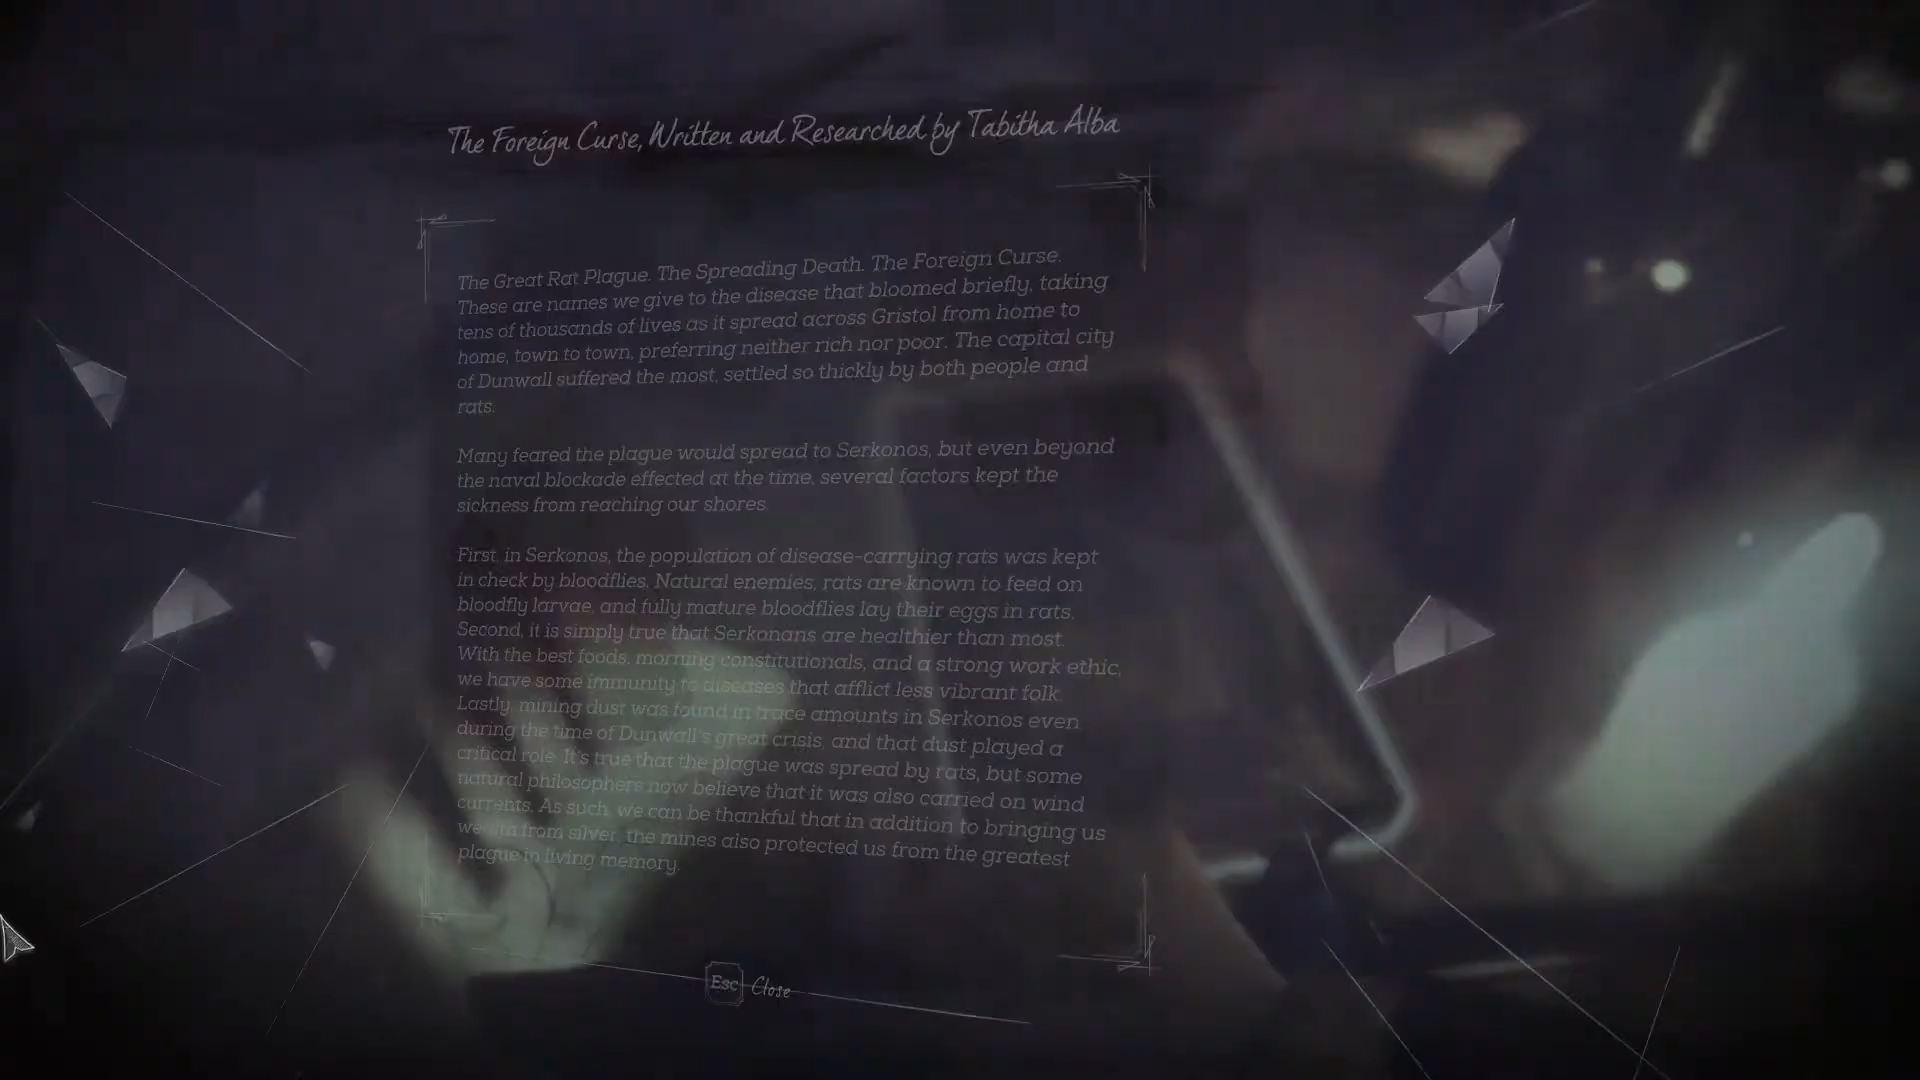 The Foreign Curse, Written and Researched by Tabitha Alba
The Great Rat Plague. The Spreading Death. The Foreign Curse.
These are names we give to the disease that bloomed briefly, taking
tens of thousands of lives as it spread across Gristol from home to
home, town to town, preferring neither rich nor poor. The capital city
of Dunwall suffered the most, settled so thickly by both people and
rats.
Many feared the plague would spread to Serkonos, but even beyond
the naval blockade effected at the time, several factors kept the
sickness from reaching our shores.
First, in Serkonos, the population of disease-carrying rats was kept
in check by bloodflies. Natural enemies, rats are known to feed on
bloodfly larvae, and fully mature bloodflies lay their eggs in rats.
Second, it is simply true that Serkonans are healthier than most.
With the best foods, morning constitutionals, and a strong work ethic,
we have some immunity to diseases that afflict less vibrant folk.
Lastly, mining dust was found in trace amounts in Serkonos even
during the time of Dunwall's great crisis, and that dust played a
critical role. It's true that the plague was spread by rats, but some
natural philosophers now believe that it was also carried on wind
currents. As such, we can be thankful that in addition to bringing us
wealth from silver, the mines also protected us from the greatest
plague in living memory.
Esc Close